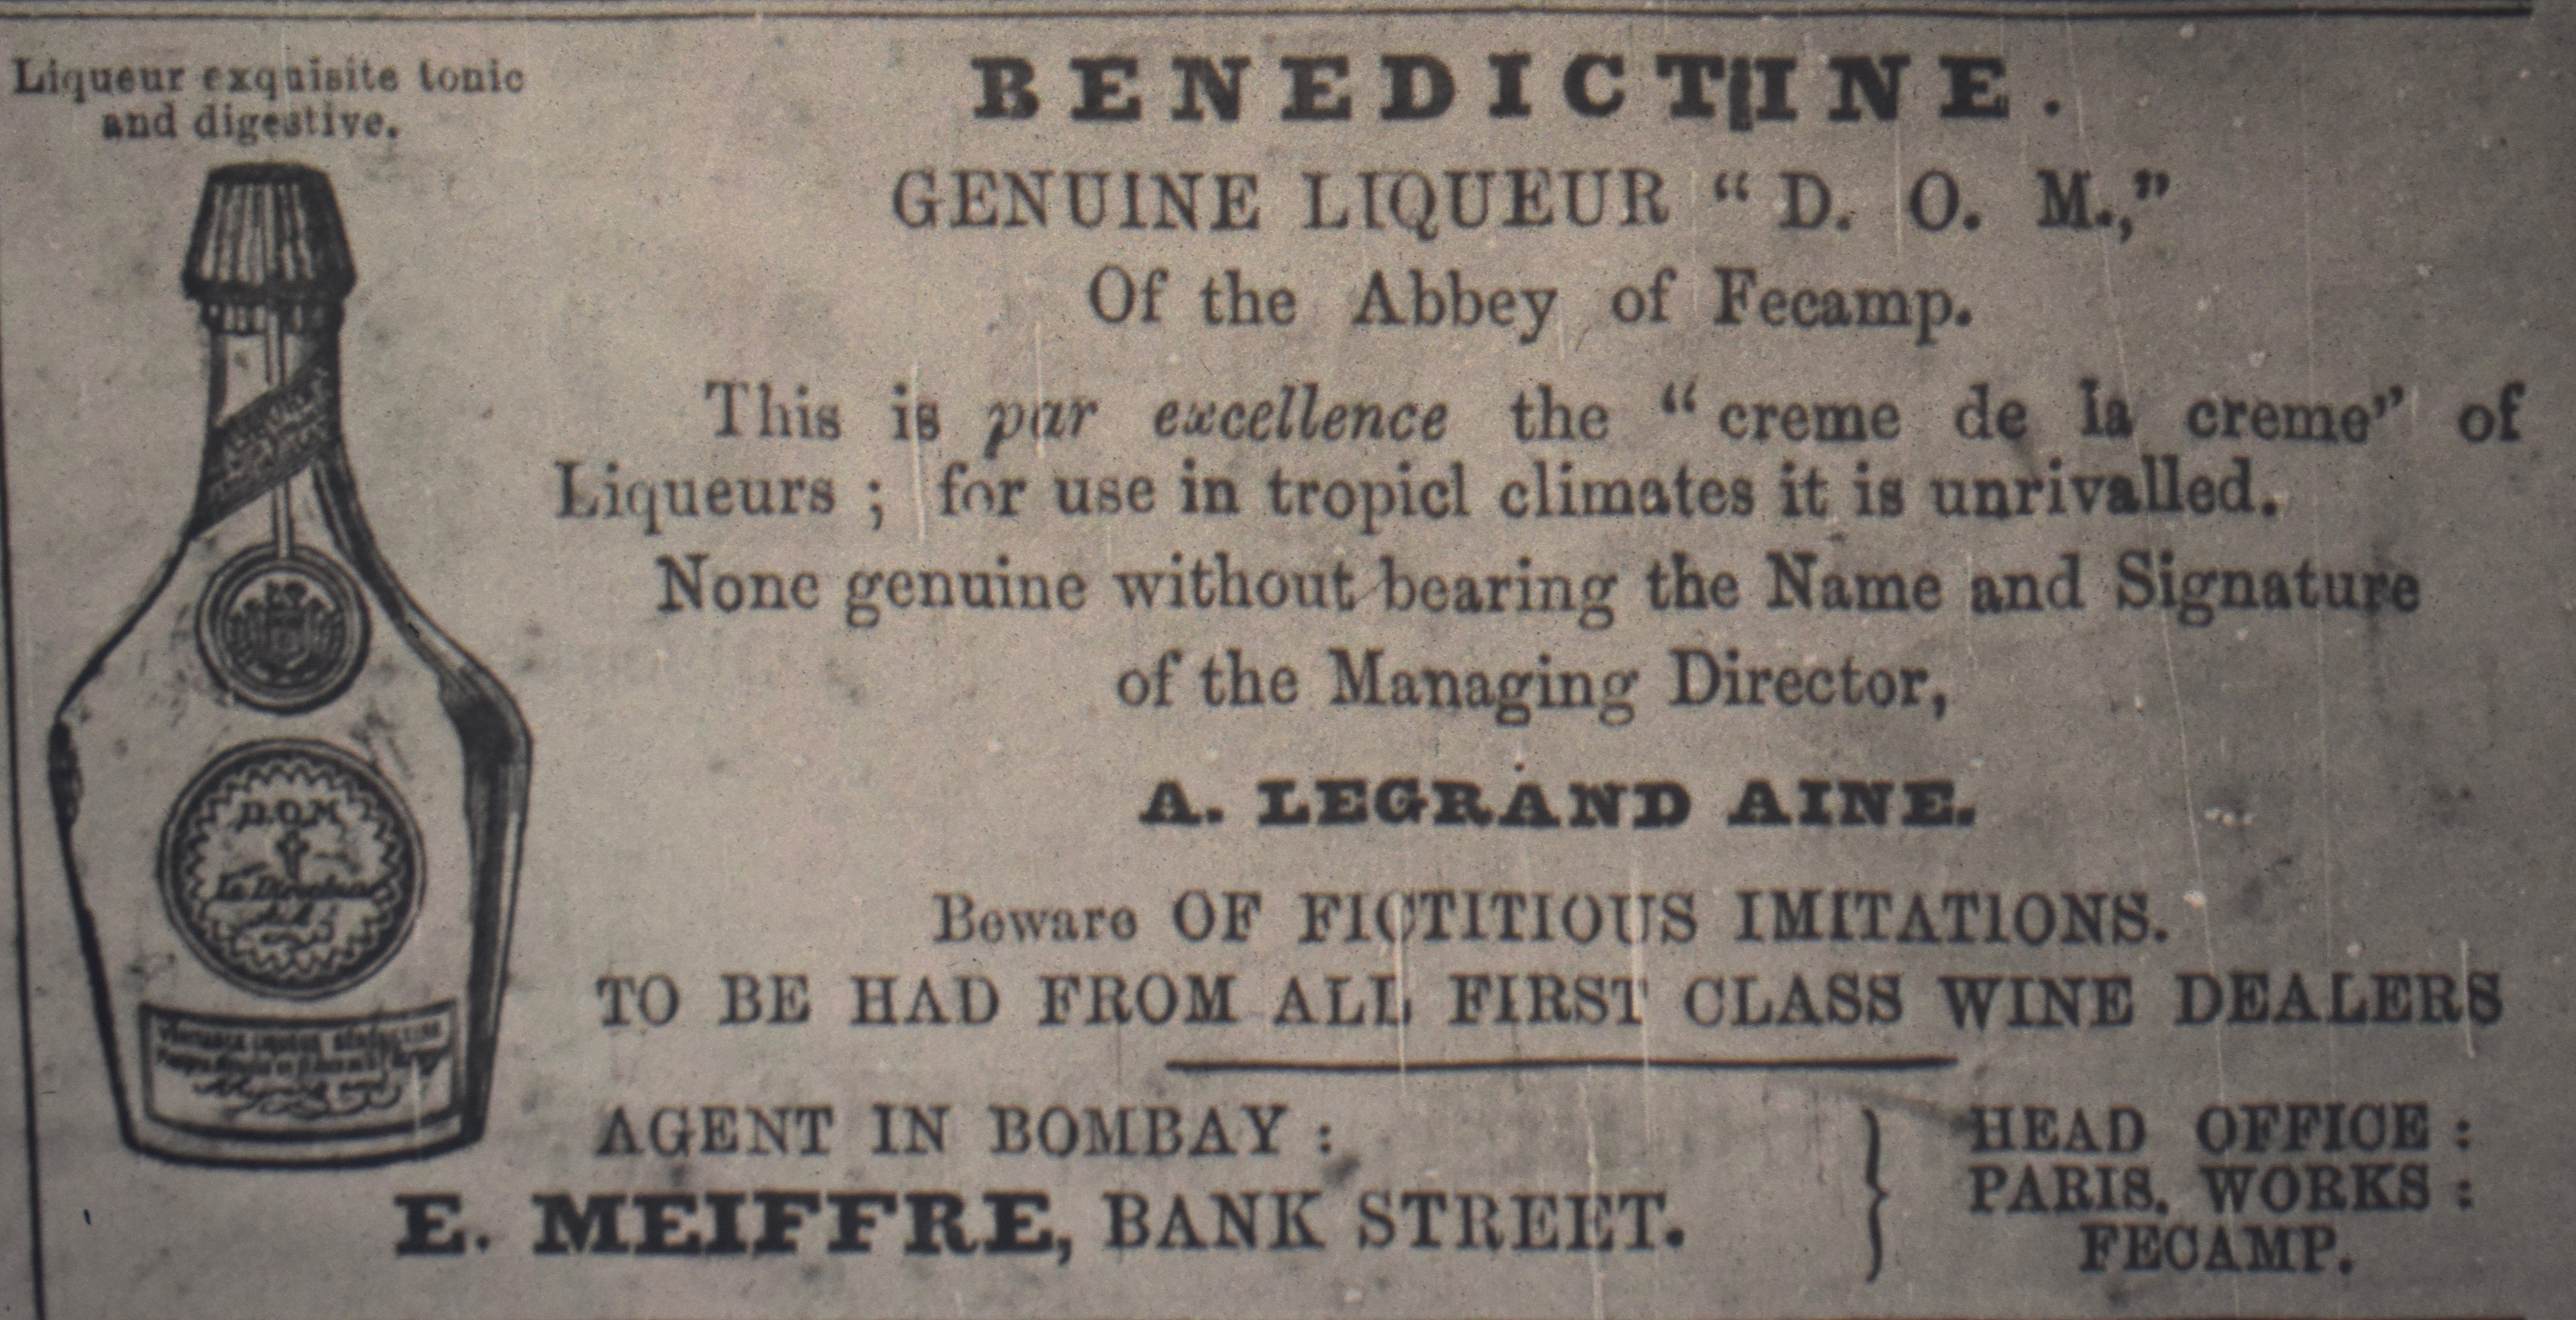 Liqueur exquisite tonic
and digestive.
BENEDICTINE.
GENUINE LIQUEUR “ D. O. M.,”
Of the Abbey of Fecamp.
This is par excellence the “ creme de la creme” of
Liqueurs ; for use in tropicl climates it is unrivalled.
None genuine without bearing the Name and Signature
of the Managing Director,
A. LEGRAND AINE.
Beware OF FICTITIOUS IMITATIONS.
TO BE HAD FROM ALL FIRST CLASS WINE DEALERS
AGENT IN BOMBAY :
E. MEIFFRE, BANK STREET.
HEAD OFFICE :
PARIS. WORKS :
FECAMP.
D.O.M
VÉRITABLE LIQUEUR BÉNÉDICTINE